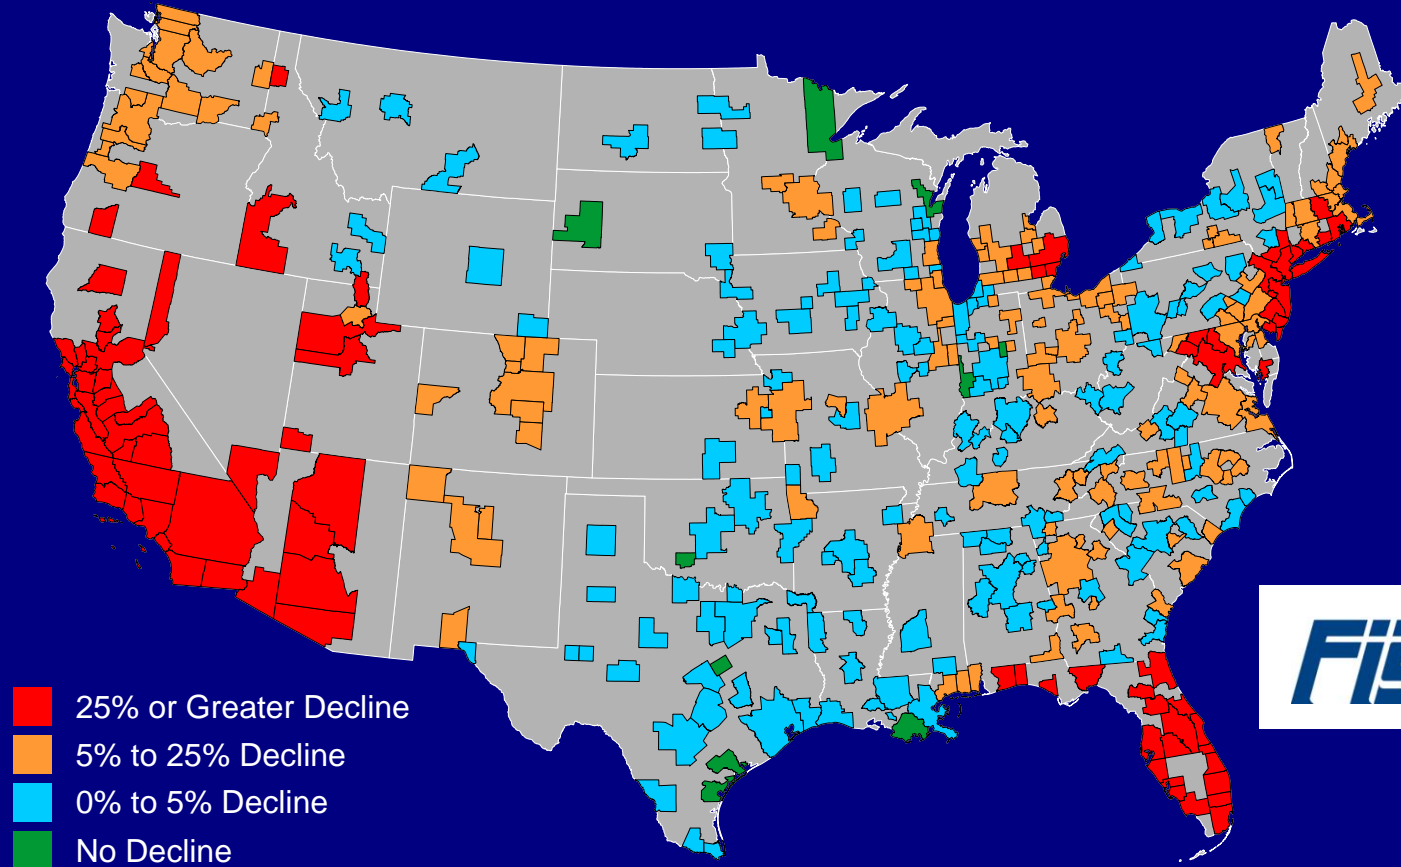 25% or Greater Decline
5% to 25% Decline
0% to 5% Decline
No Decline